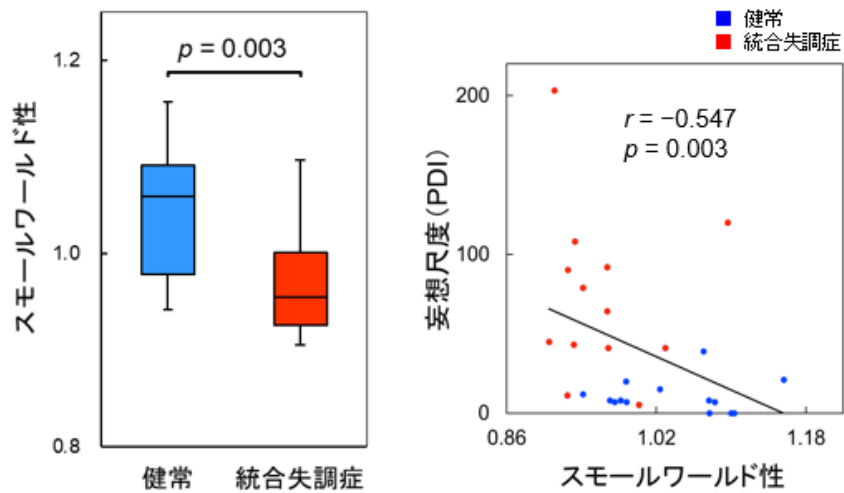 スモールワールド性
1.2
1.0
0.8
p = 0.003
健常
統合失調症
健常
統合失調症
妄想尺度(PDI)
200
100
0
r = −0.547
p = 0.003
0.86
1.02
1.18
スモールワールド性